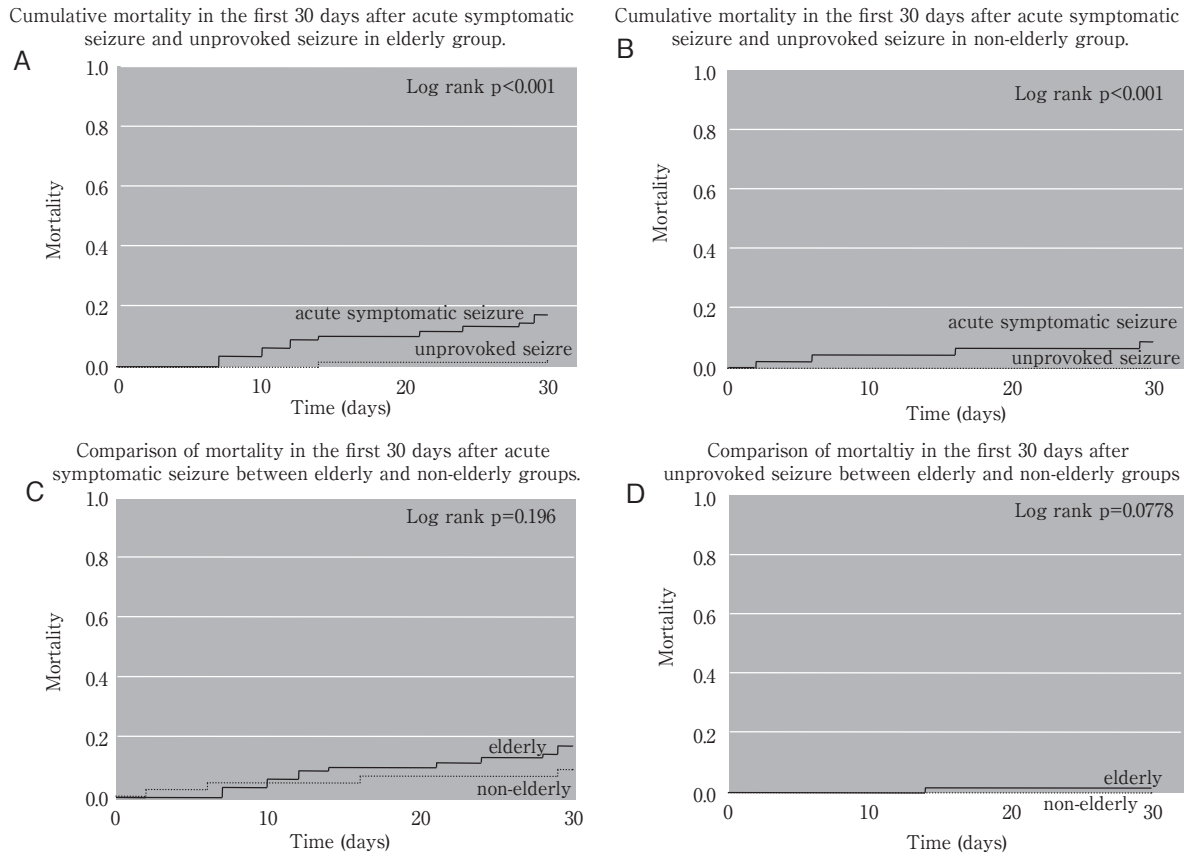 Cumulative mortality in the first 30 days after acute symptomatic
seizure and unprovoked seizure in elderly group.
A
1.0
Log rank p<0.001
0.8
0.6
Mortality
0.4
0.2
acute symptomatic seizure
unprovoked seizre
0.0
0 10 20 30
Time (days)
Cumulative mortality in the first 30 days after acute symptomatic
seizure and unprovoked seizure in non-elderly group.
B
1.0
Log rank p<0.001
0.8
0.6
Mortality
0.4
0.2
acute symptomatic seizure
unprovoked seizure
0.0
0 10 20 30
Time (days)
Comparison of mortality in the first 30 days after acute
symptomatic seizure between elderly and non-elderly groups.
C
1.0
Log rank p=0.196
0.8
0.6
Mortality
0.4
0.2
elderly
non-elderly
0.0
0 10 20 30
Time (days)
Comparison of mortaltiy in the first 30 days after
unprovoked seizure between elderly and non-elderly groups
D
1.0
Log rank p=0.0778
0.8
0.6
Mortality
0.4
0.2
elderly
non-elderly
0.0
0 10 20 30
Time (days)